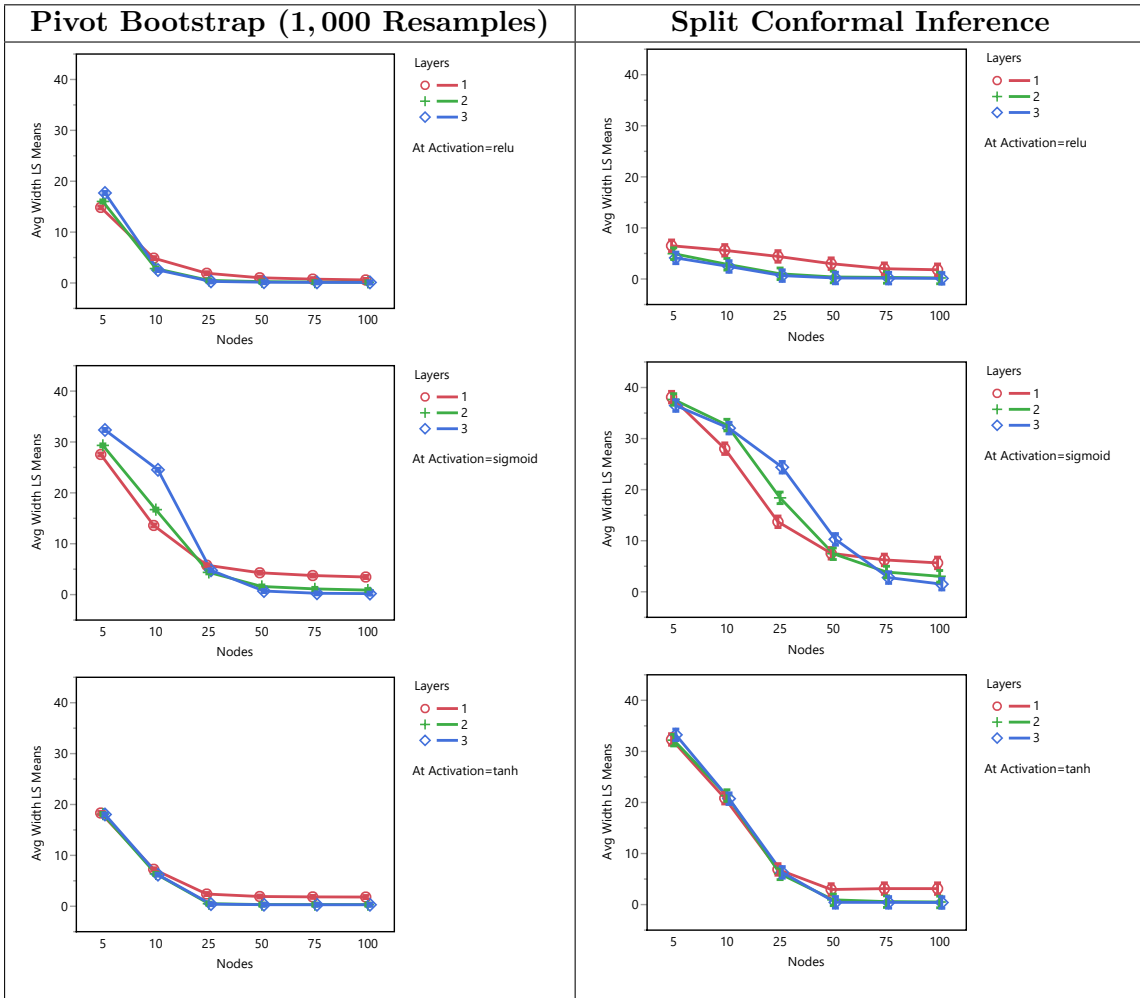 Pivot Bootstrap (1, 000 Resamples)
Split Conformal Inference
Avg Width LS Means
40
30
20
10
0
5 10 25 50 75 100
Nodes
Layers
1
2
3
At Activation=relu
Avg Width LS Means
40
30
20
10
0
5 10 25 50 75 100
Nodes
Layers
1
2
3
At Activation=relu
Avg Width LS Means
40
30
20
10
0
5 10 25 50 75 100
Nodes
Layers
1
2
3
At Activation=sigmoid
Avg Width LS Means
40
30
20
10
0
5 10 25 50 75 100
Nodes
Layers
1
2
3
At Activation=sigmoid
Avg Width LS Means
40
30
20
10
0
5 10 25 50 75 100
Nodes
Layers
1
2
3
At Activation=tanh
Avg Width LS Means
40
30
20
10
0
5 10 25 50 75 100
Nodes
Layers
1
2
3
At Activation=tanh